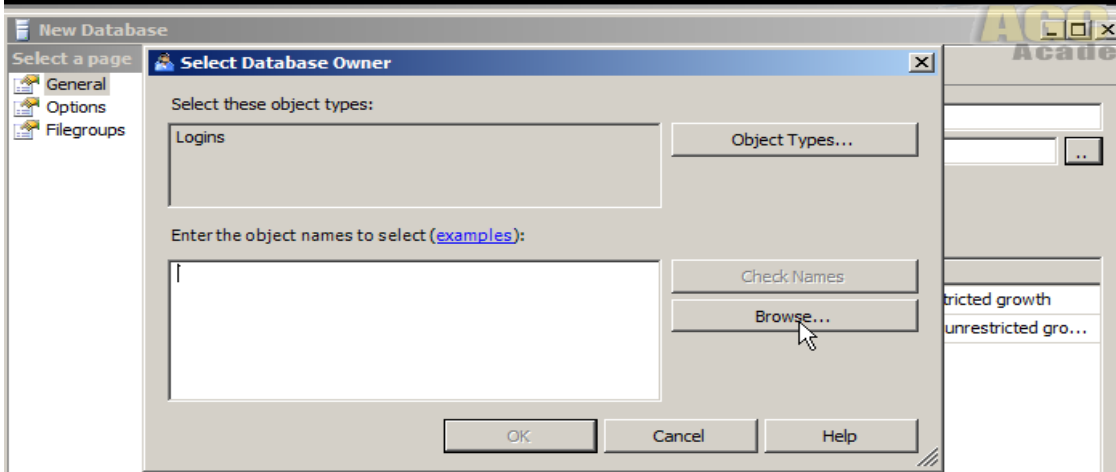 New Database
ACC
Acade
Select a page
General
Options
Filegroups
Select Database Owner
Select these object types:
Logins
Object Types...
..
Enter the object names to select (examples):
Check Names
Browse...
tricted growth
unrestricted gro...
OK
Cancel
Help